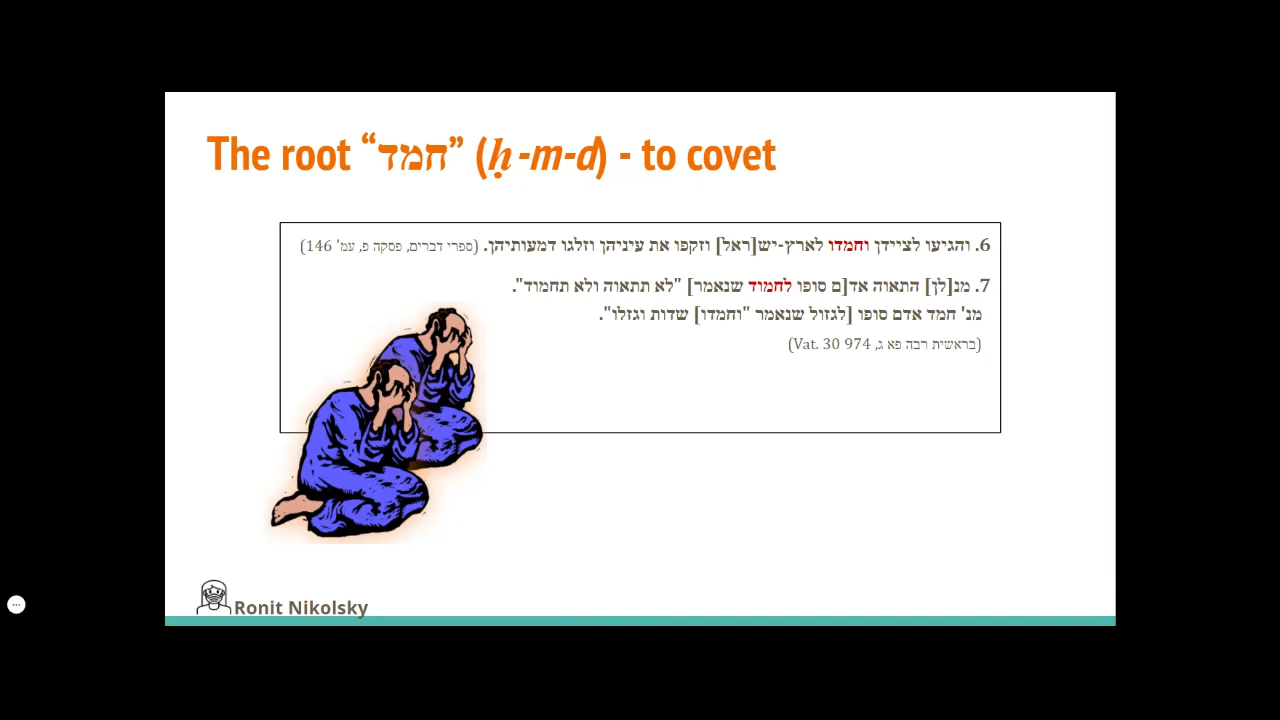 The root “חמד” (ḥ-m-d) - to covet
6. והגיעו לציידן וחמדו לארץ-יש[ראל] וזקפו את עיניהן וזלגו דמעותיהן. (ספרי דברים, פסקה פ, עמ' 146)
7. מנ[לן] התאוה אד[ם סופו לחמוד שנאמר] "לא תתאוה ולא תחמוד".
מנ' חמד אדם סופו [לגזול שנאמר "וחמדו] שדות וגזלו".
(בראשית רבה פא ג, Vat. 30 974)
Ronit Nikolsky